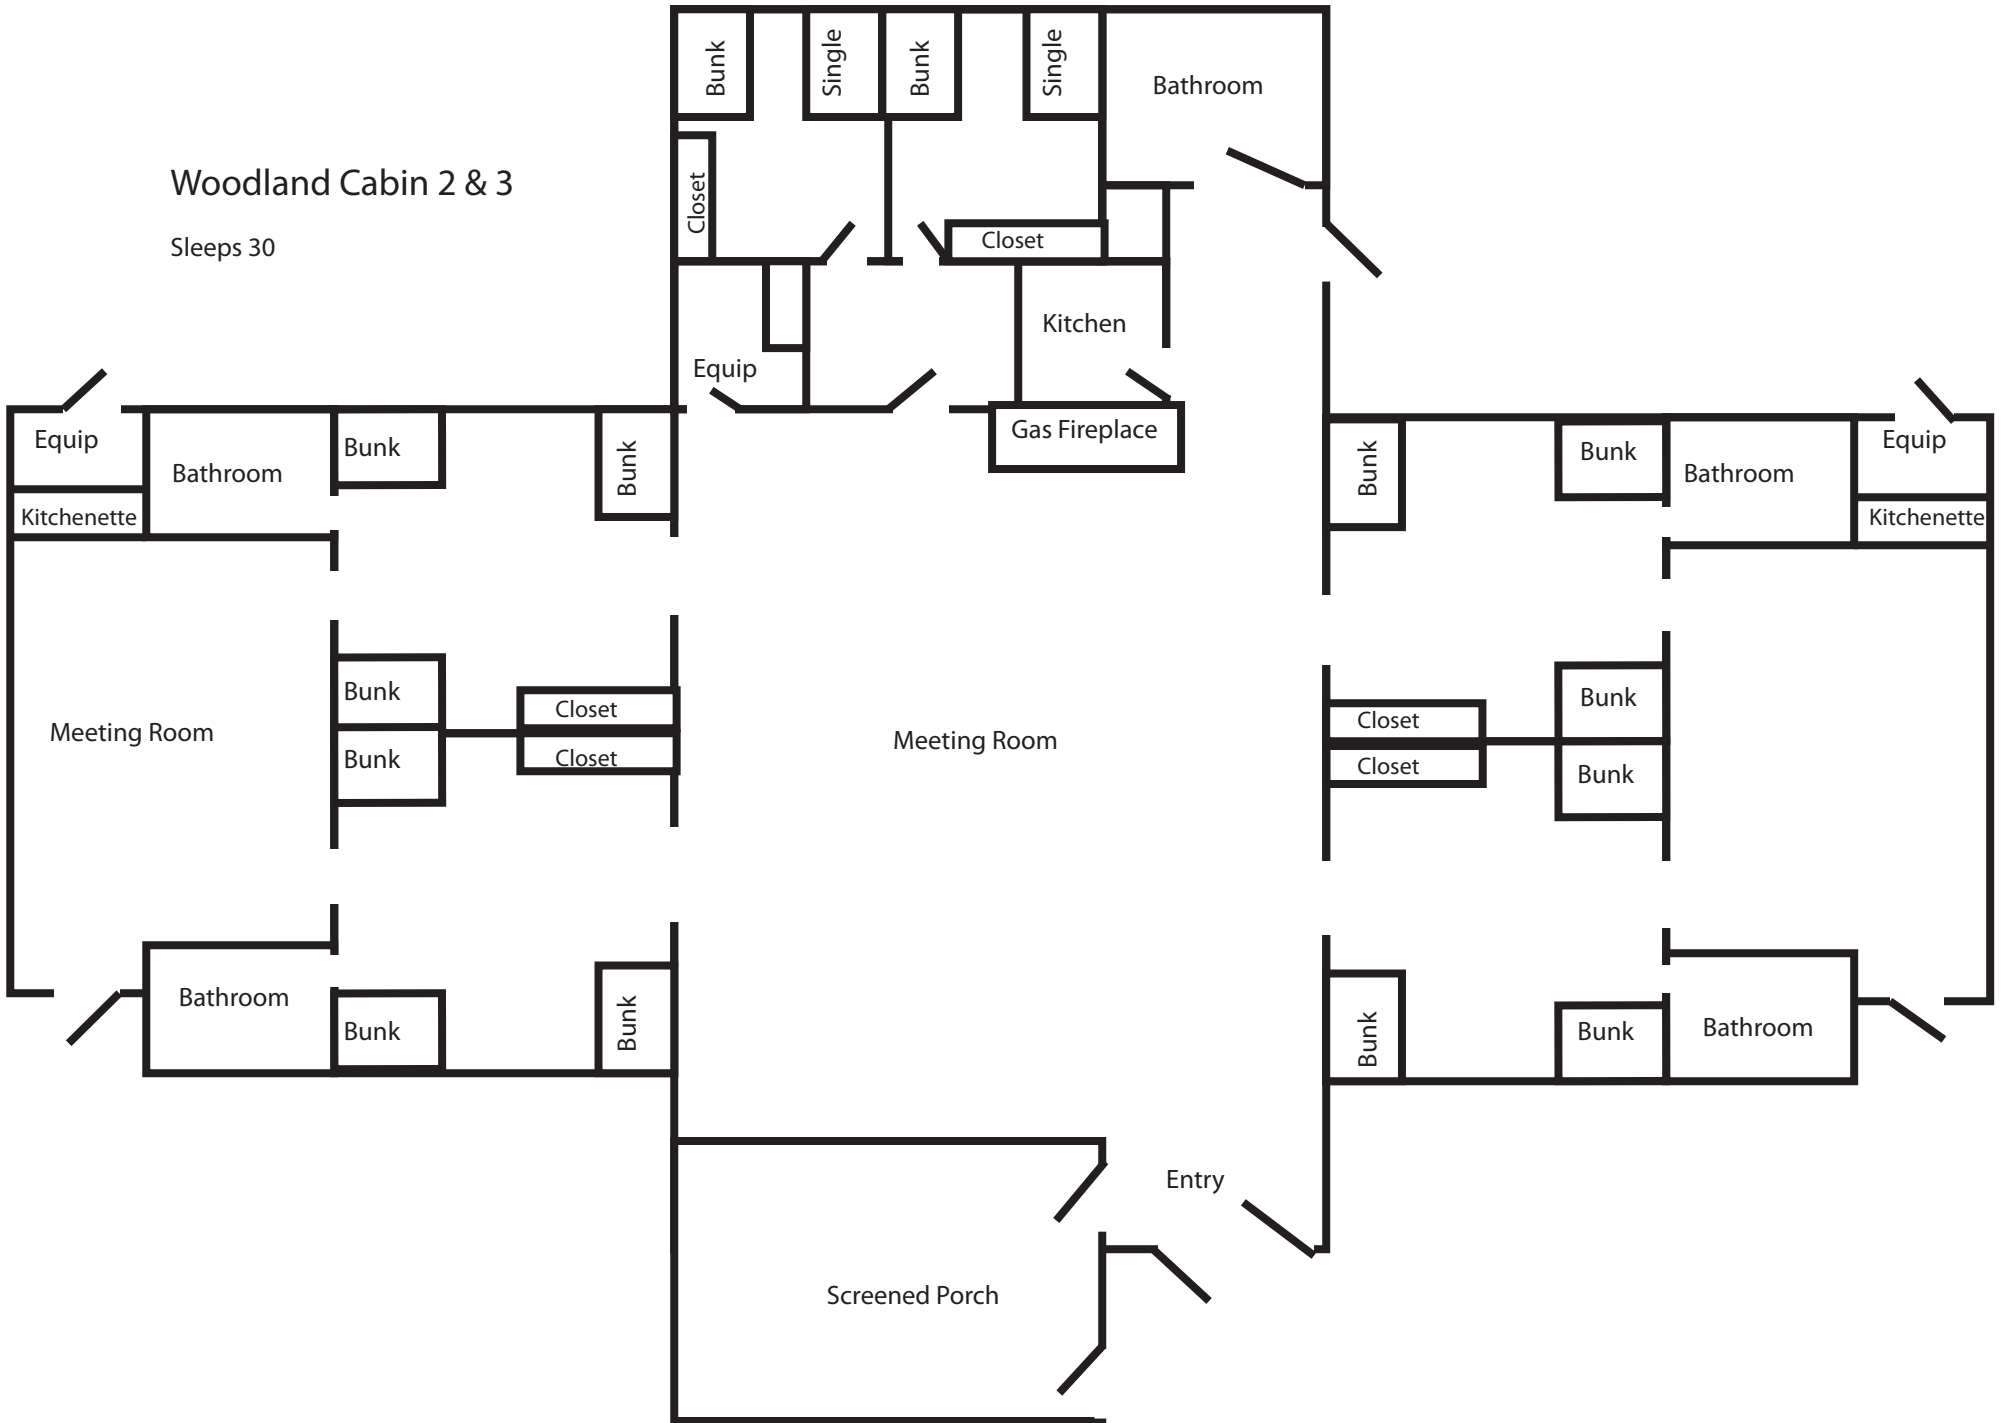 Bunk
Single
Bunk
Single
Bathroom
Woodland Cabin 2 & 3
Closet
Sleeps 30
Closet
Kitchen
Equip
Gas Fireplace
Equip
Bathroom
Bunk
Bunk
Kitchenette
Bunk
Bunk
Bathroom
Equip
Kitchenette
Bunk
Closet
Meeting Room
Bunk
Closet
Meeting Room
Closet
Bunk
Closet
Bunk
Bathroom
Bunk
Bunk
Bunk
Bunk
Bathroom
Entry
Screened Porch